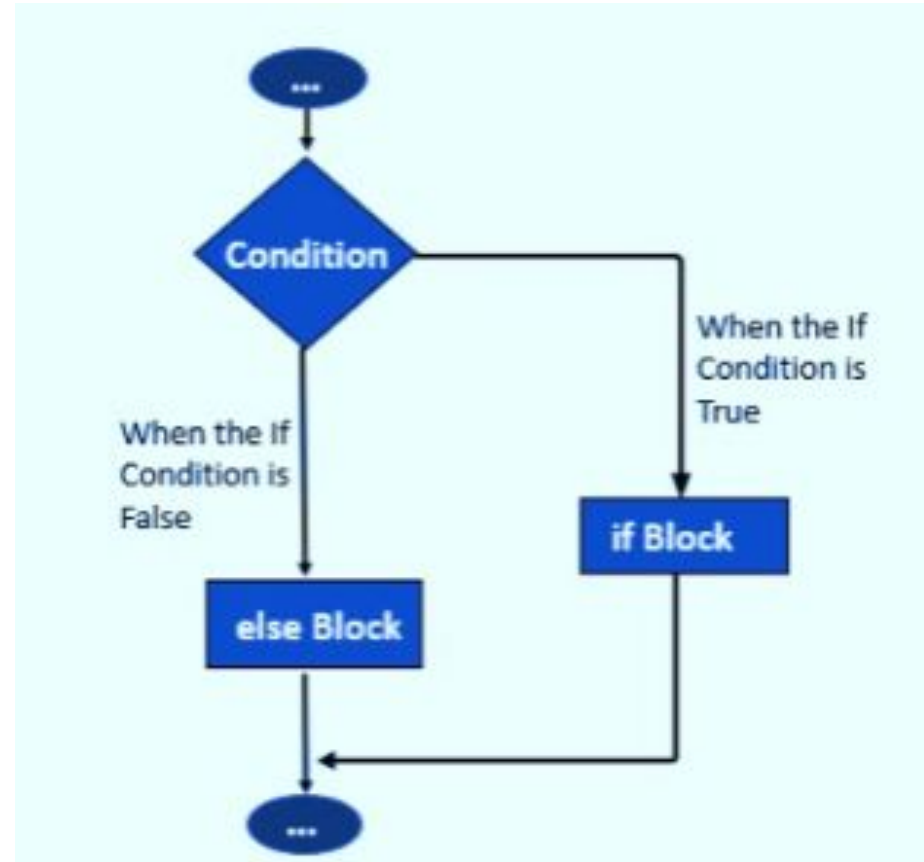 ...
Condition
When the If
Condition is
True
When the If
Condition is
False
if Block
else Block
...